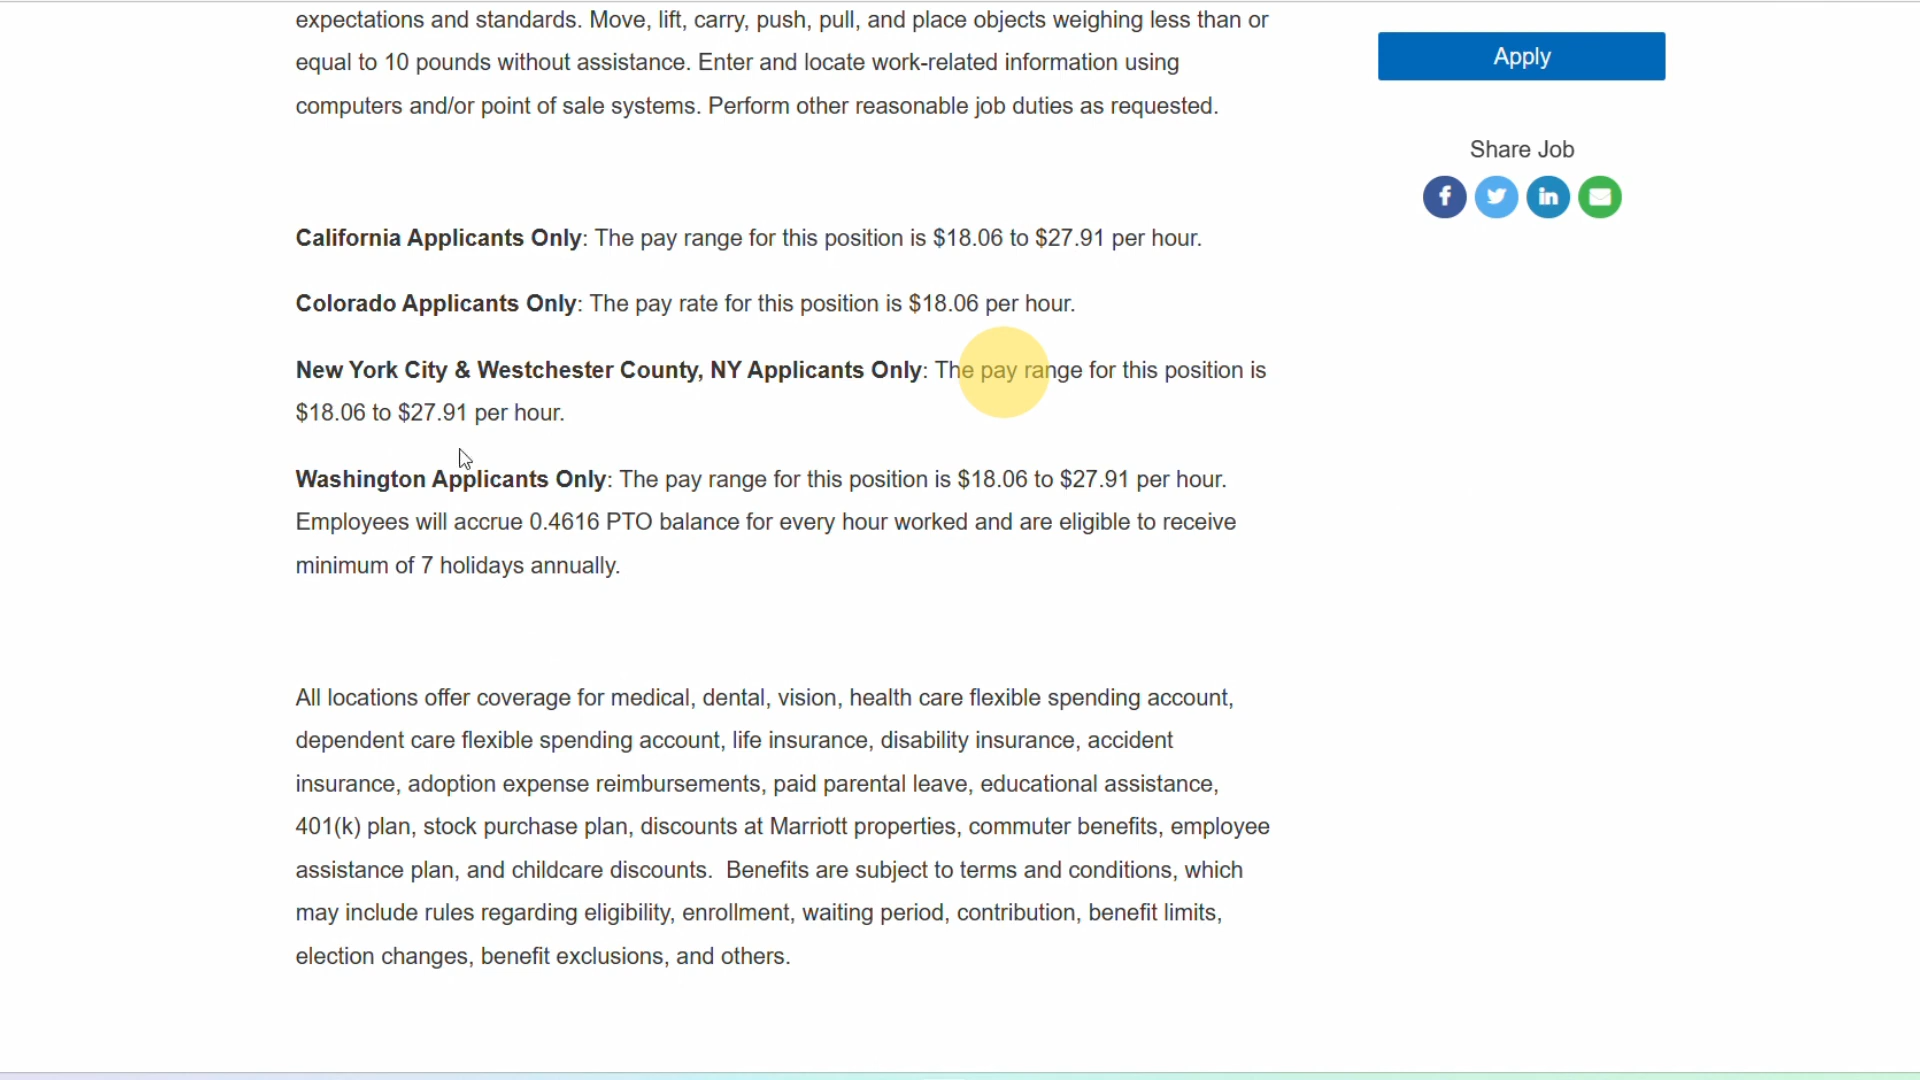 expectations and standards. Move, lift, carry, push, pull, and place objects weighing less than or
equal to 10 pounds without assistance. Enter and locate work-related information using
computers and/or point of sale systems. Perform other reasonable job duties as requested.
Apply
Share Job
California Applicants Only: The pay range for this position is $18.06 to $27.91 per hour.
Colorado Applicants Only: The pay rate for this position is $18.06 per hour.
New York City & Westchester County, NY Applicants Only: The pay range for this position is
$18.06 to $27.91 per hour.
Washington Applicants Only: The pay range for this position is $18.06 to $27.91 per hour.
Employees will accrue 0.4616 PTO balance for every hour worked and are eligible to receive
minimum of 7 holidays annually.
All locations offer coverage for medical, dental, vision, health care flexible spending account,
dependent care flexible spending account, life insurance, disability insurance, accident
insurance, adoption expense reimbursements, paid parental leave, educational assistance,
401(k) plan, stock purchase plan, discounts at Marriott properties, commuter benefits, employee
assistance plan, and childcare discounts.  Benefits are subject to terms and conditions, which
may include rules regarding eligibility, enrollment, waiting period, contribution, benefit limits,
election changes, benefit exclusions, and others.